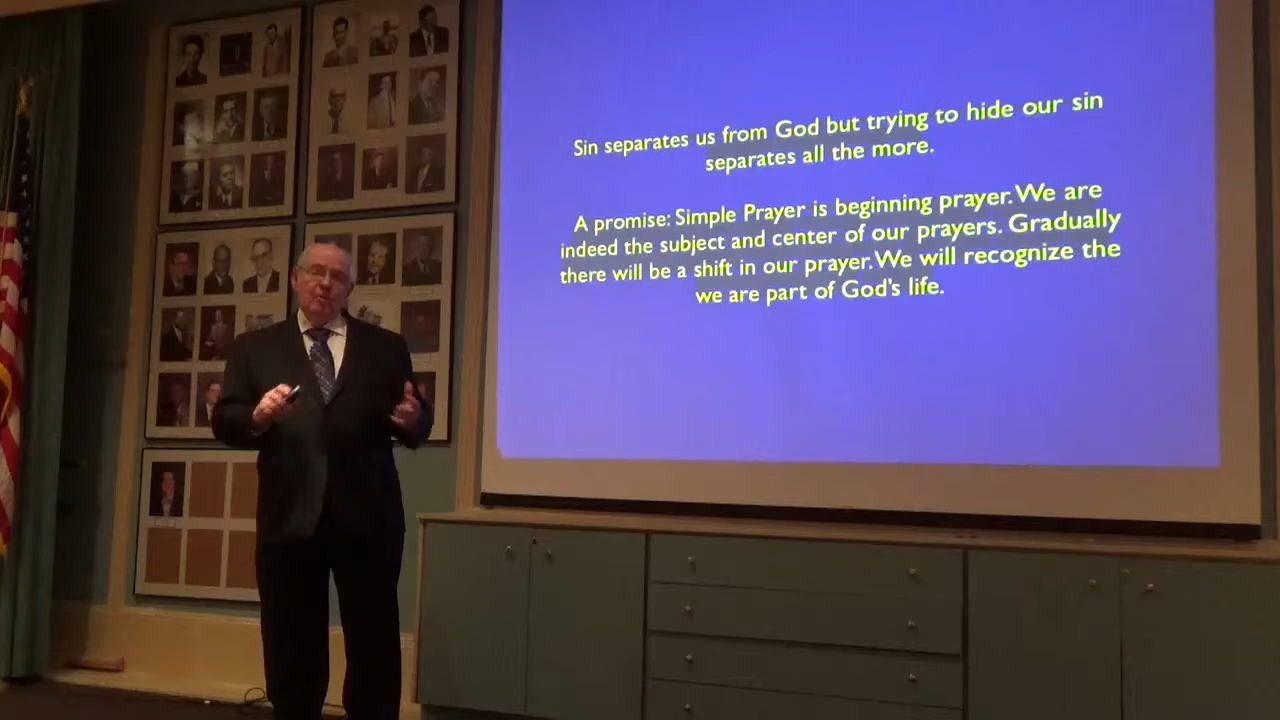 Sin separates us from God but trying to hide our sin
separates all the more.
A promise: Simple Prayer is beginning prayer. We are
indeed the subject and center of our prayers. Gradually
there will be a shift in our prayer. We will recognize the
we are part of God's life.